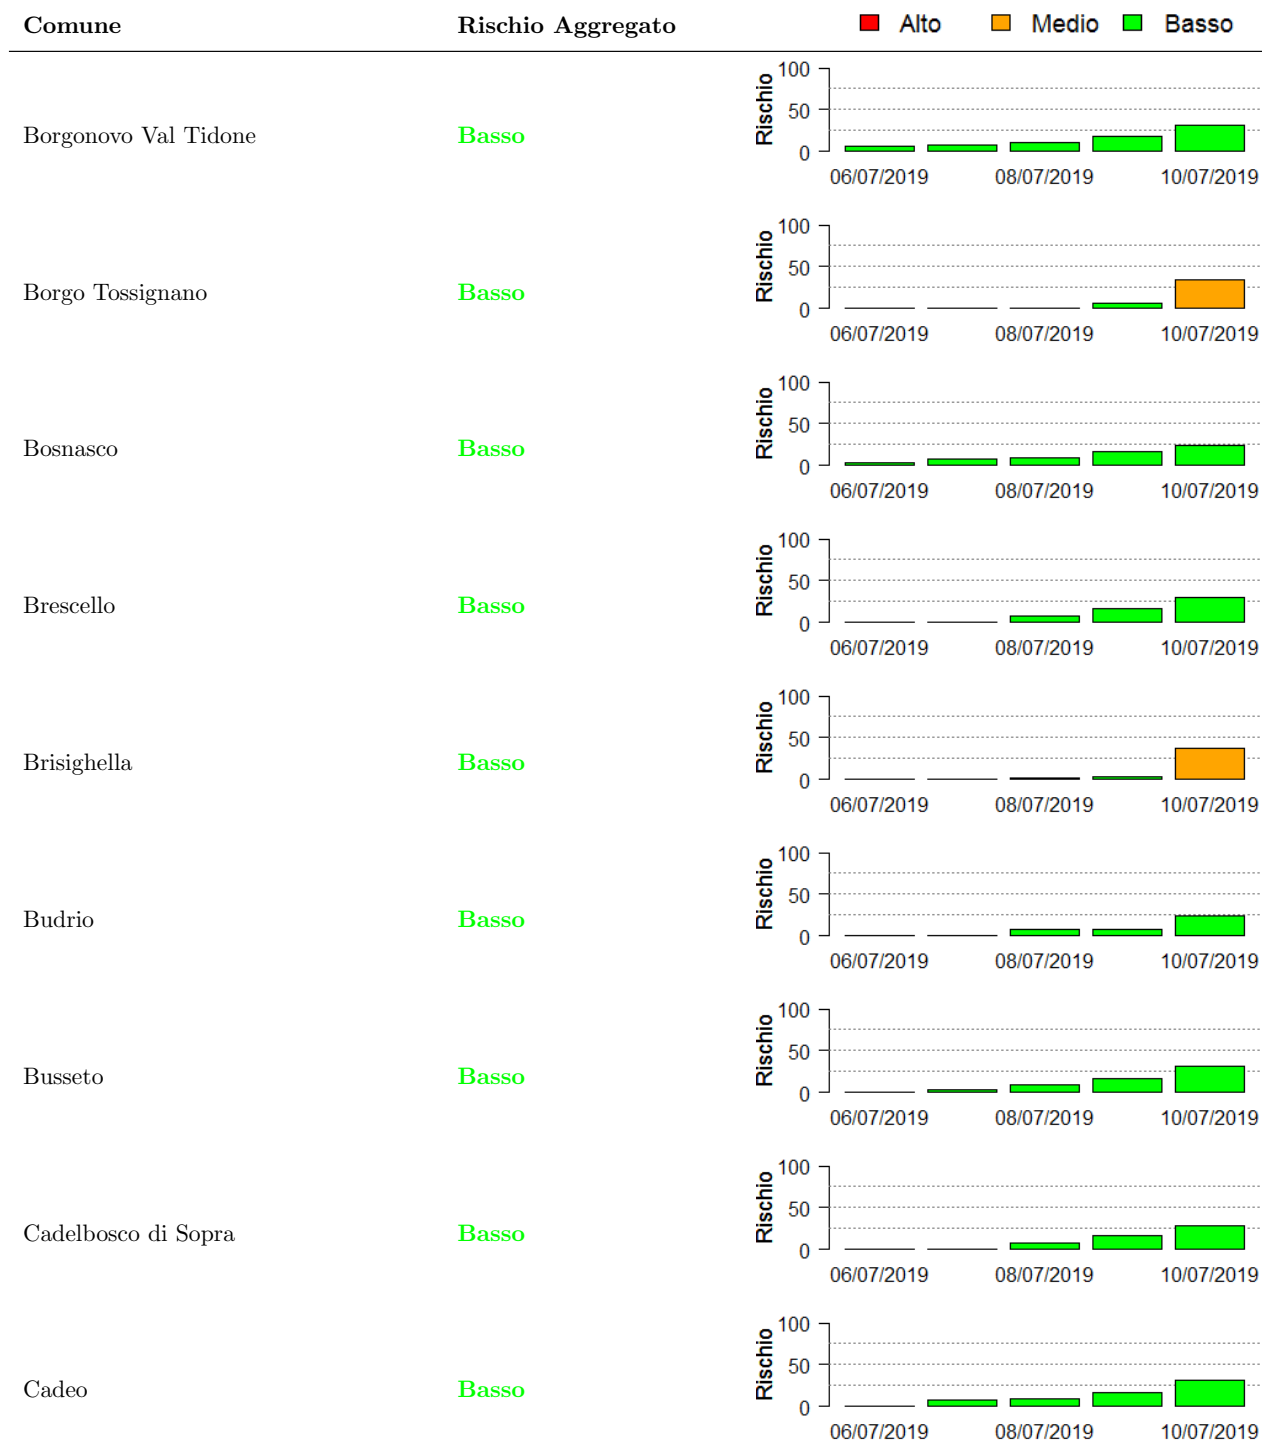 Comune Rischio Aggregato Alto Medio Basso
Borgonovo Val Tidone Basso
Rischio
100
50
0
06/07/2019 08/07/2019 10/07/2019
Borgo Tossignano Basso
Rischio
100
50
0
06/07/2019 08/07/2019 10/07/2019
Bosnasco Basso
Rischio
100
50
0
06/07/2019 08/07/2019 10/07/2019
Brescello Basso
Rischio
100
50
0
06/07/2019 08/07/2019 10/07/2019
Brisighella Basso
Rischio
100
50
0
06/07/2019 08/07/2019 10/07/2019
Budrio Basso
Rischio
100
50
0
06/07/2019 08/07/2019 10/07/2019
Busseto Basso
Rischio
100
50
0
06/07/2019 08/07/2019 10/07/2019
Cadelbosco di Sopra Basso
Rischio
100
50
0
06/07/2019 08/07/2019 10/07/2019
Cadeo Basso
Rischio
100
50
0
06/07/2019 08/07/2019 10/07/2019